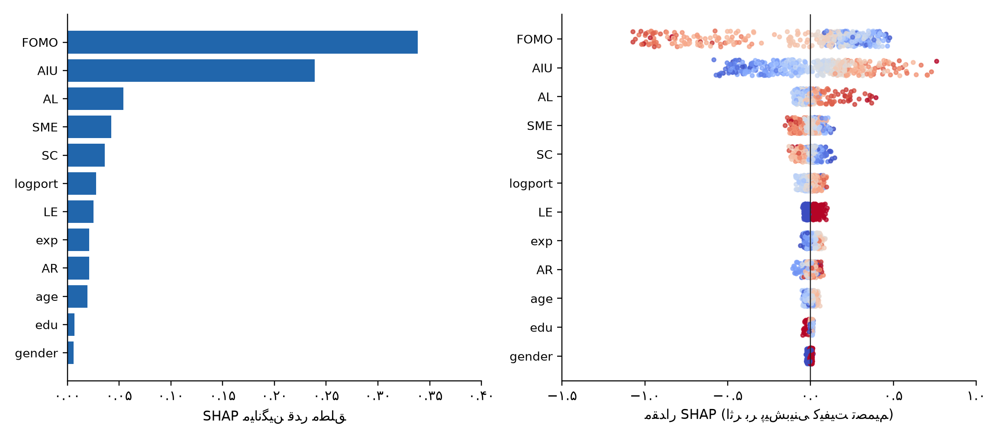 FOMO
AIU
AL
SME
SC
logport
LE
exp
AR
age
edu
gender
۰.۰۰ ۰.۰۵ ۰.۱۰ ۰.۱۵ ۰.۲۰ ۰.۲۵ ۰.۳۰ ۰.۳۵ ۰.۴۰
میانگین قدر مطلق SHAP
FOMO
AIU
AL
SME
SC
logport
LE
exp
AR
age
edu
gender
−۱.۵ −۱.۰ −۰.۵ ۰.۰ ۰.۵ ۱.۰
مقدار SHAP (اثر بر پیش‌بینی کیفیت تصمیم)